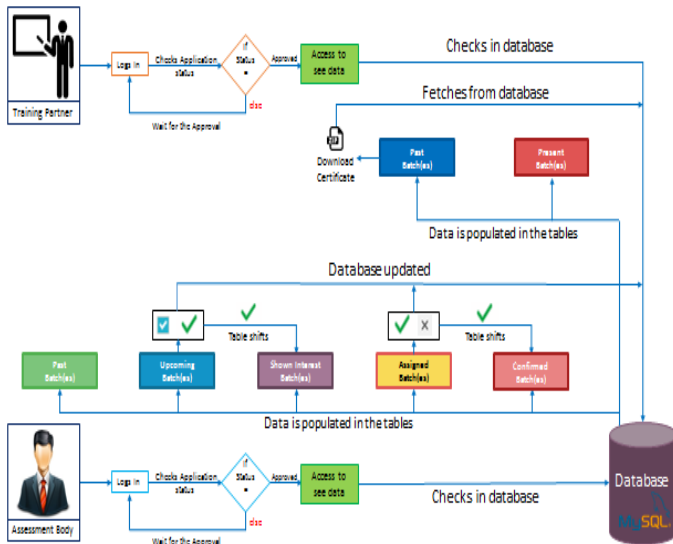 Training Partner
Logs In
Checks Application
status
If
Status
=
Approved
else
Wait for the Approval
Access to
see data
Checks in database
Fetches from database
Download
Certificate
Past
Batch(es)
Present
Batch(es)
Data is populated in the tables
Database updated
Table shifts
Table shifts
Past
Batch(es)
Upcoming
Batch(es)
Shown Interest
Batch(es)
Assigned
Batch(es)
Confirmed
Batch(es)
Data is populated in the tables
Assessment Body
Logs In
Checks Application
status
If
Status
=
Approved
else
Wait for the Approval
Access to
see data
Checks in database
Database
MySQL